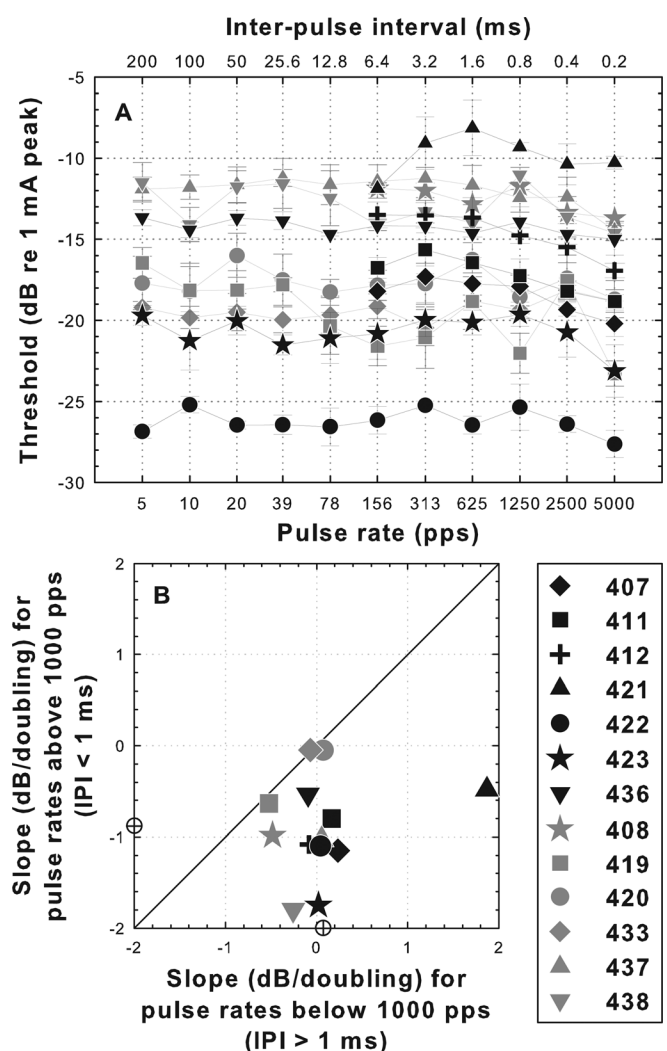 Inter-pulse interval (ms)
200 100 50 25.6 12.8 6.4 3.2 1.6 0.8 0.4 0.2
A
Threshold (dB re 1 mA peak)
-5
-10
-15
-20
-25
-30
5 10 20 39 78 156 313 625 1250 2500 5000
Pulse rate (pps)
B
Slope (dB/doubling) for
pulse rates above 1000 pps
(IPI < 1 ms)
2
1
0
-1
-2
-2 -1 0 1 2
Slope (dB/doubling) for
pulse rates below 1000 pps
(IPI > 1 ms)
407
411
412
421
422
423
436
408
419
420
433
437
438